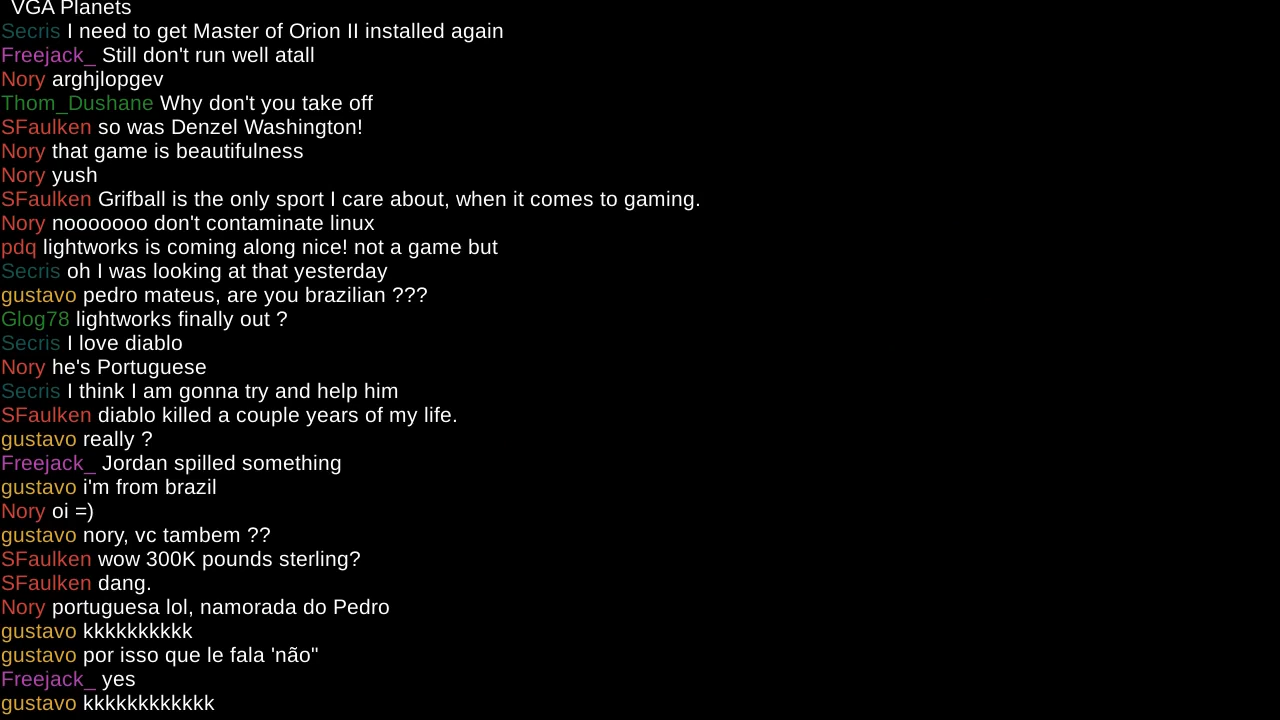 VGA Planets
Secris I need to get Master of Orion II installed again
Freejack_ Still don't run well atall
Nory arghjlopgev
Thom_Dushane Why don't you take off
SFaulken so was Denzel Washington!
Nory that game is beautifulness
Nory yush
SFaulken Grifball is the only sport I care about, when it comes to gaming.
Nory nooooooo don't contaminate linux
pdq lightworks is coming along nice! not a game but
Secris oh I was looking at that yesterday
gustavo pedro mateus, are you brazilian ???
Glog78 lightworks finally out ?
Secris I love diablo
Nory he's Portuguese
Secris I think I am gonna try and help him
SFaulken diablo killed a couple years of my life.
gustavo really ?
Freejack_ Jordan spilled something
gustavo i'm from brazil
Nory oi =)
gustavo nory, vc tambem ??
SFaulken wow 300K pounds sterling?
SFaulken dang.
Nory portuguesa lol, namorada do Pedro
gustavo kkkkkkkkkk
gustavo por isso que le fala 'não"
Freejack_ yes
gustavo kkkkkkkkkkkk